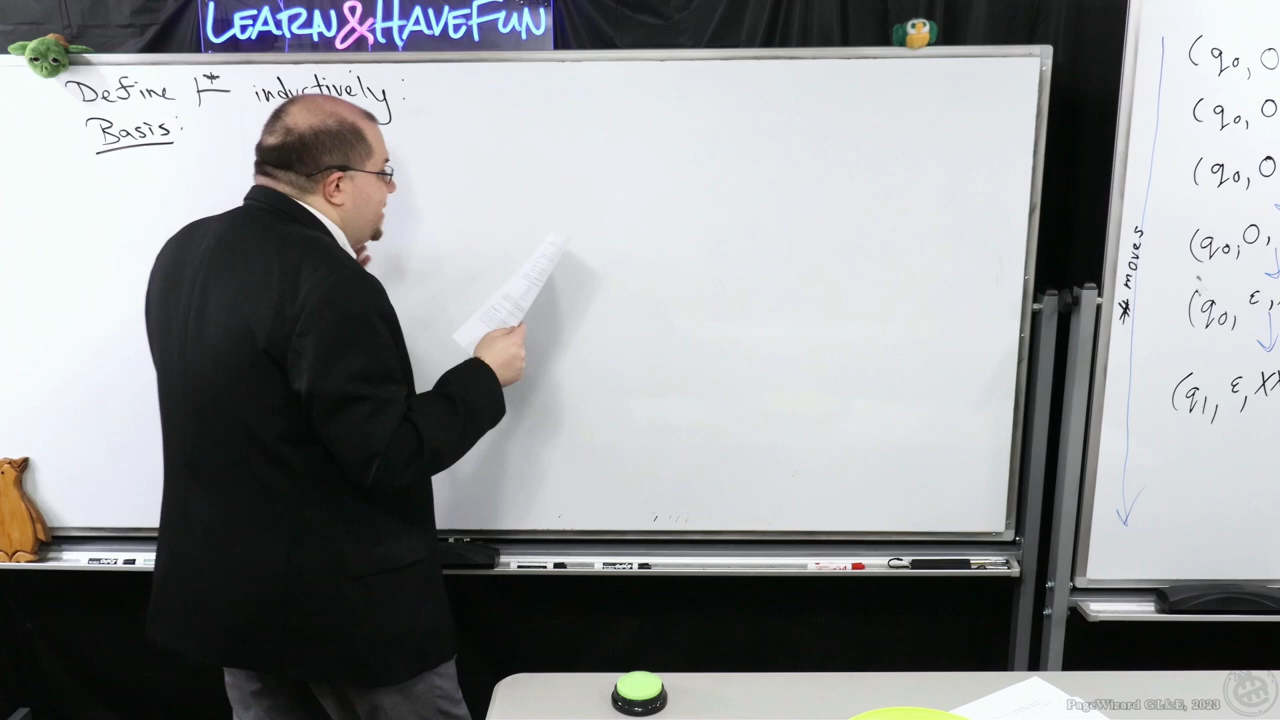 LEARN&HAVEFUN
Define ⊢* inductively:
Basis:
(q0, 0
(q0, 0
(q0, 0
(q0, 0,
(q0, ε,
(q1, ε, XX
# moves
PageWizard GL&E, 2023